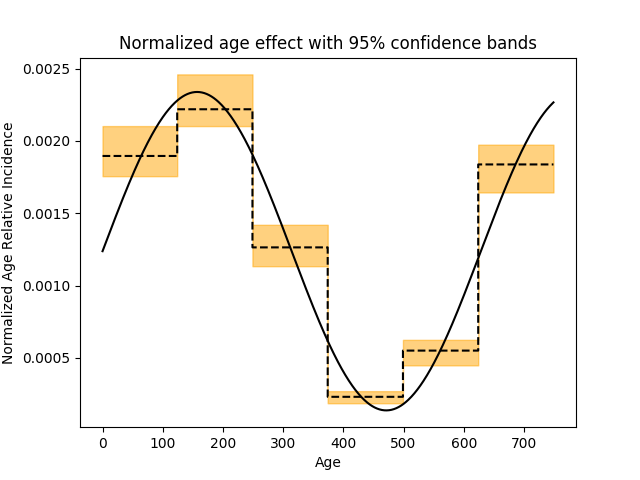 Normalized age effect with 95% confidence bands
Normalized Age Relative Incidence
0.0025
0.0020
0.0015
0.0010
0.0005
0 100 200 300 400 500 600 700
Age